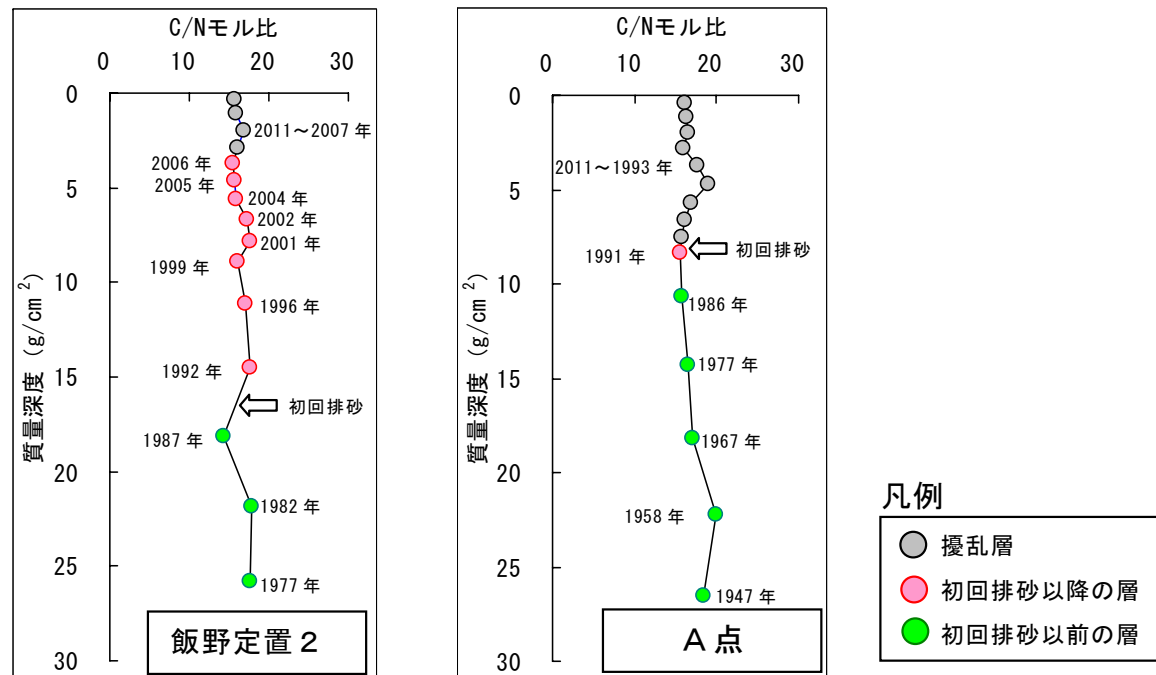 C/Nモル比
0 10 20 30
0
5
10
15
20
25
30
質量深度 (g/cm²)
2011～2007 年
2006 年
2005 年
2004 年
2002 年
2001 年
1999 年
1996 年
1992 年
初回排砂
1987 年
1982 年
1977 年
飯野定置2
C/Nモル比
0 10 20 30
0
5
10
15
20
25
30
質量深度 (g/cm²)
2011～1993 年
初回排砂
1991 年
1986 年
1977 年
1967 年
1958 年
1947 年
A点
凡例
擾乱層
初回排砂以降の層
初回排砂以前の層